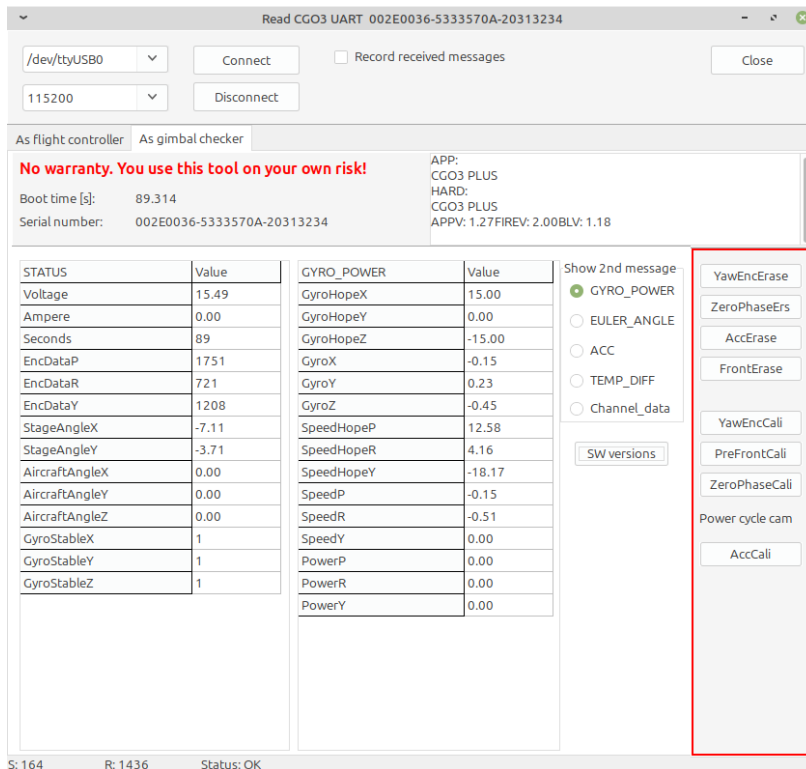 Read CGO3 UART 002E0036-5333570A-20313234
/dev/ttyUSB0 Connect Record received messages Close
115200 Disconnect
As flight controller As gimbal checker
No warranty. You use this tool on your own risk!
Boot time [s]: 89.314
Serial number: 002E0036-5333570A-20313234
APP:
CGO3 PLUS
HARD:
CGO3 PLUS
APPV: 1.27FIREV: 2.00BLV: 1.18
STATUS Value
Voltage 15.49
Ampere 0.00
Seconds 89
EncDataP 1751
EncDataR 721
EncDataY 1208
StageAngleX -7.11
StageAngleY -3.71
AircraftAngleX 0.00
AircraftAngleY 0.00
AircraftAngleZ 0.00
GyroStableX 1
GyroStableY 1
GyroStableZ 1
GYRO_POWER Value
GyroHopeX 15.00
GyroHopeY 0.00
GyroHopeZ -15.00
GyroX -0.15
GyroY 0.23
GyroZ -0.45
SpeedHopeP 12.58
SpeedHopeR 4.16
SpeedHopeY -18.17
SpeedP -0.15
SpeedR -0.51
SpeedY 0.00
PowerP 0.00
PowerR 0.00
PowerY 0.00
Show 2nd message
GYRO_POWER
EULER_ANGLE
ACC
TEMP_DIFF
Channel_data
SW versions
YawEncErase
ZeroPhaseErs
AccErase
FrontErase
YawEncCali
PreFrontCali
ZeroPhaseCali
Power cycle cam
AccCali
S: 164 R: 1436 Status: OK